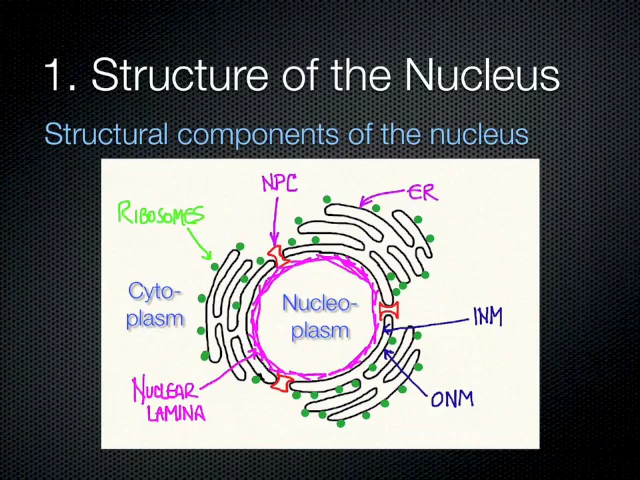 1. Structure of the Nucleus
Structural components of the nucleus
NPC
ER
RIBOSOMES
Cyto-
plasm
Nucleo-
plasm
INM
NUCLEAR
LAMINA
ONM